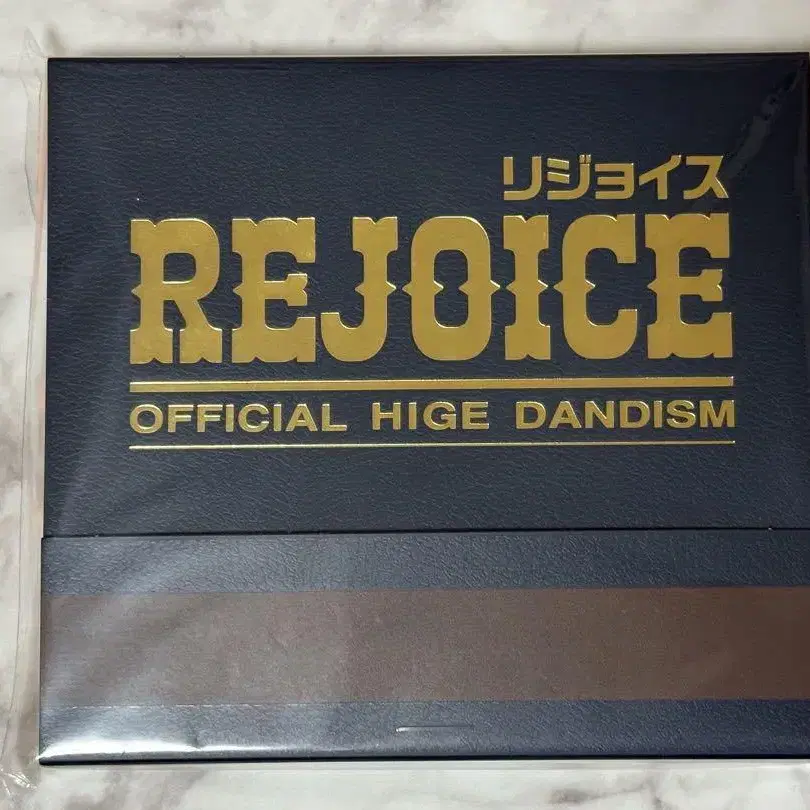 リジョイス
REJOICE
OFFICIAL HIGE DANDISM